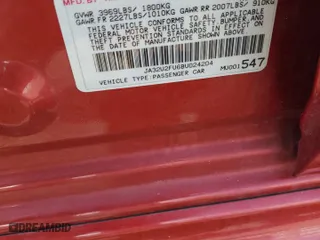 GVWR 3969LBS/ 1800KG
GAWR FR 2227LBS/1010KG GAWR RR 2007LBS/ 910KG
THIS VEHICLE CONFORMS TO ALL APPLICABLE
FEDERAL MOTOR VEHICLE SAFETY, BUMPER, AND
THEFT PREVENTION STANDARDS IN EFFECT ON THE
DATE OF MANUFACTURE SHOWN ABOVE.
JA32U2FU6BU024204
VEHICLE TYPE:PASSENGER CAR MU001547
DREAMBID